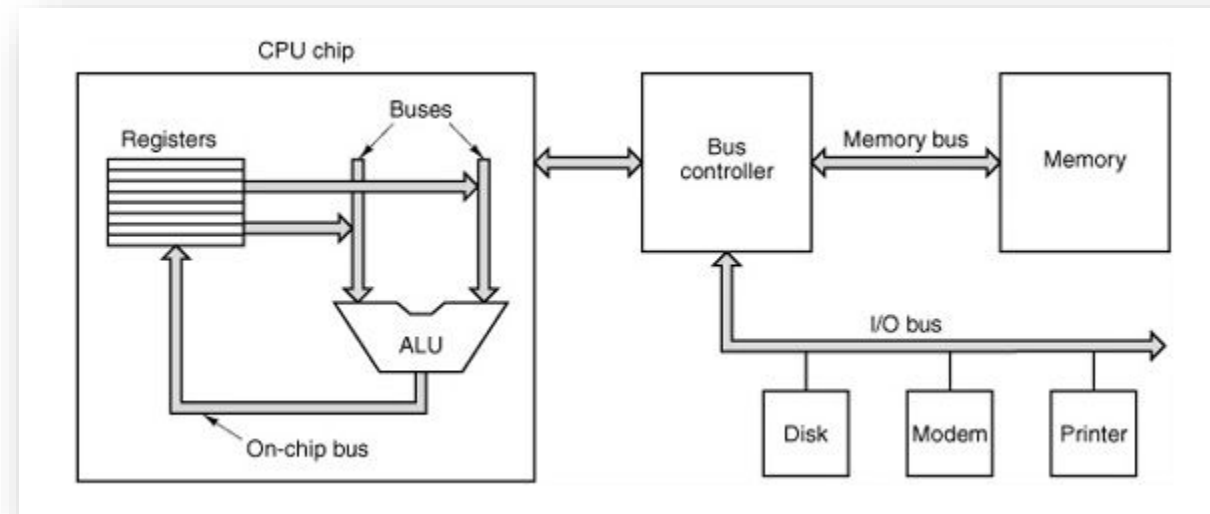 CPU chip
Buses
Registers
ALU
On-chip bus
Bus
controller
Memory bus
Memory
I/O bus
Disk
Modem
Printer